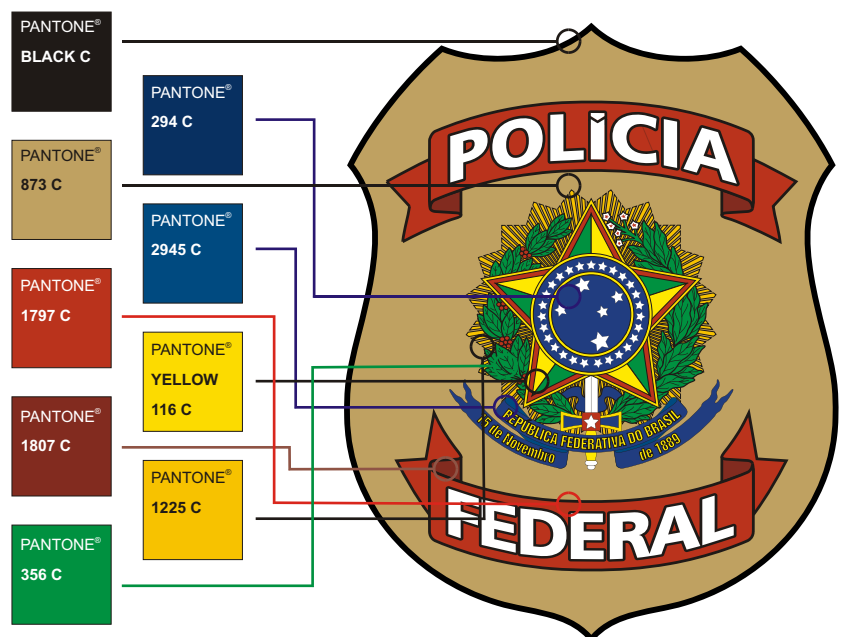 PANTONE®
BLACK C
PANTONE®
294 C
PANTONE®
873 C
PANTONE®
2945 C
PANTONE®
1797 C
PANTONE®
YELLOW
116 C
PANTONE®
1807 C
PANTONE®
1225 C
PANTONE®
356 C
POLÍCIA
REPÚBLICA FEDERATIVA DO BRASIL
15 de Novembro
de 1889
FEDERAL